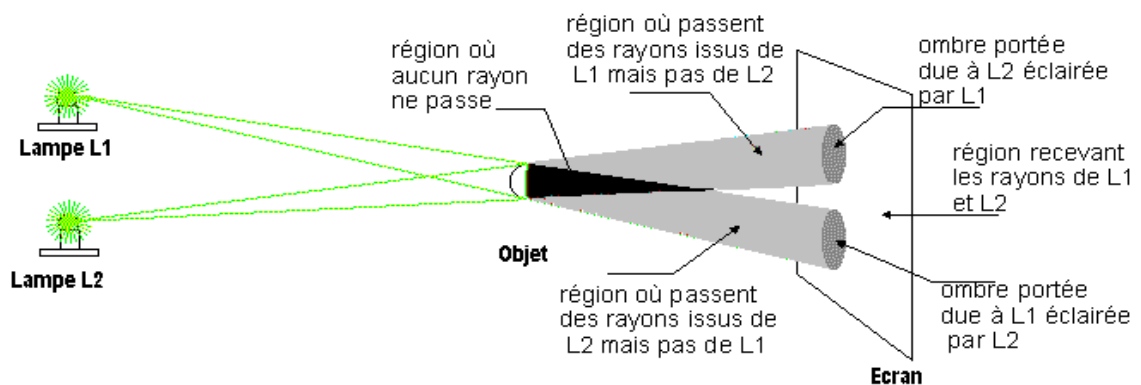 région où
aucun rayon
ne passe
région où passent
des rayons issus de
L1 mais pas de L2
ombre portée
due à L2 éclairée
par L1
Lampe L1
région recevant
les rayons de L1
et L2
Lampe L2
Objet
région où passent
des rayons issus de
L2 mais pas de L1
ombre portée
due à L1 éclairée
par L2
Ecran